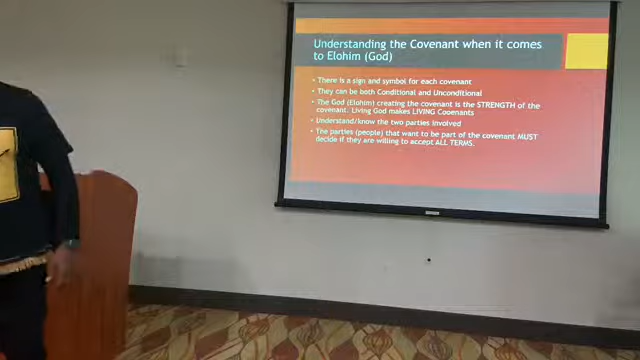 Understanding the Covenant when it comes
to Elohim (God)
• There is a sign and symbol for each covenant
• They can be both Conditional and Unconditional
• The God (Elohim) creating the covenant is the STRENGTH of the
covenant. Living God makes LIVING Covenants
• Understand/know the two parties involved
• The parties (people) that want to be part of the covenant MUST
decide if they are willing to accept ALL TERMS.